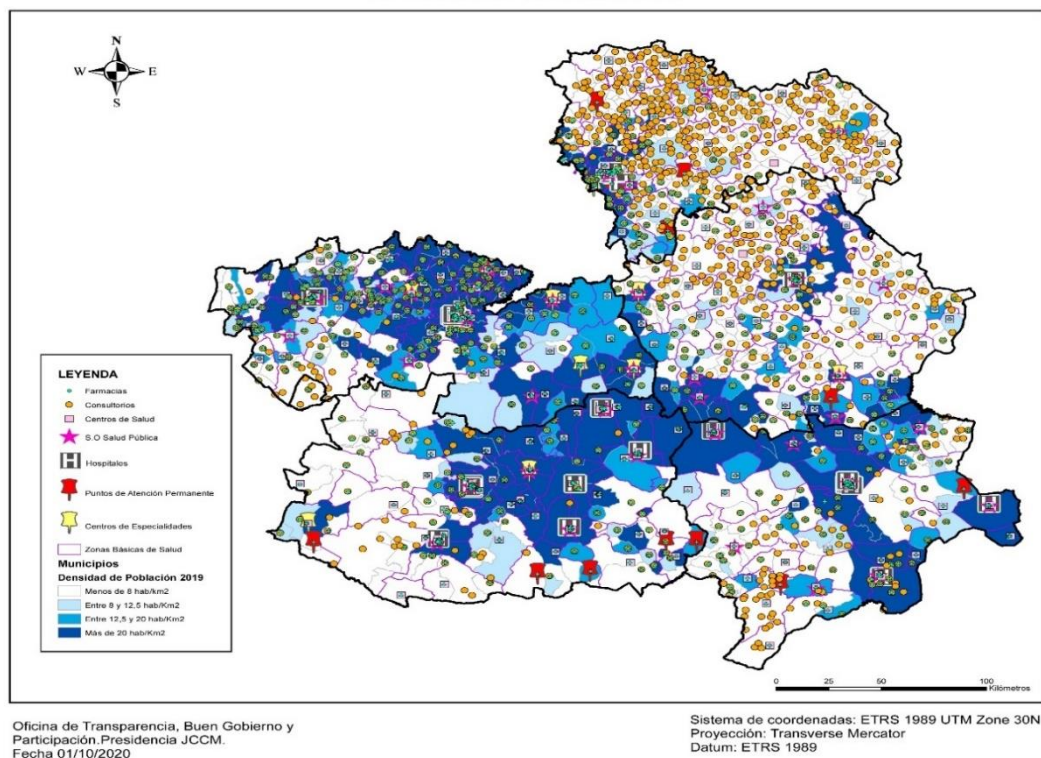 N
W E
S
LEYENDA
Farmacias
Consultorios
Centros de Salud
S.O Salud Pública
Hospitales
Puntos de Atención Permanente
Centros de Especialidades
Zonas Básicas de Salud
Municipios
Densidad de Población 2019
Menos de 8 hab/km2
Entre 8 y 12,5 hab/Km2
Entre 12,5 y 20 hab/Km2
Más de 20 hab/Km2
0 25 50 100
Kilómetros
Oficina de Transparencia, Buen Gobierno y
Participación.Presidencia JCCM.
Fecha 01/10/2020
Sistema de coordenadas: ETRS 1989 UTM Zone 30N
Proyección: Transverse Mercator
Datum: ETRS 1989